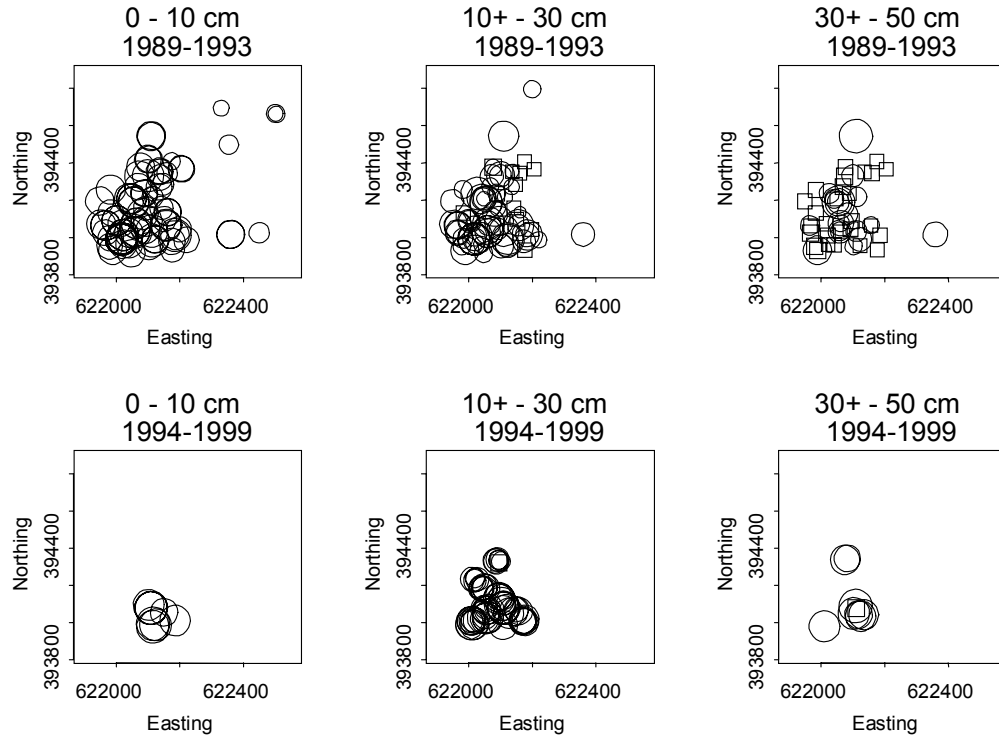 0 - 10 cm
1989-1993
10+ - 30 cm
1989-1993
30+ - 50 cm
1989-1993
Northing
394400
393800
622000
622400
Easting
Northing
394400
393800
622000
622400
Easting
Northing
394400
393800
622000
622400
Easting
0 - 10 cm
1994-1999
10+ - 30 cm
1994-1999
30+ - 50 cm
1994-1999
Northing
394400
393800
622000
622400
Easting
Northing
394400
393800
622000
622400
Easting
Northing
394400
393800
622000
622400
Easting